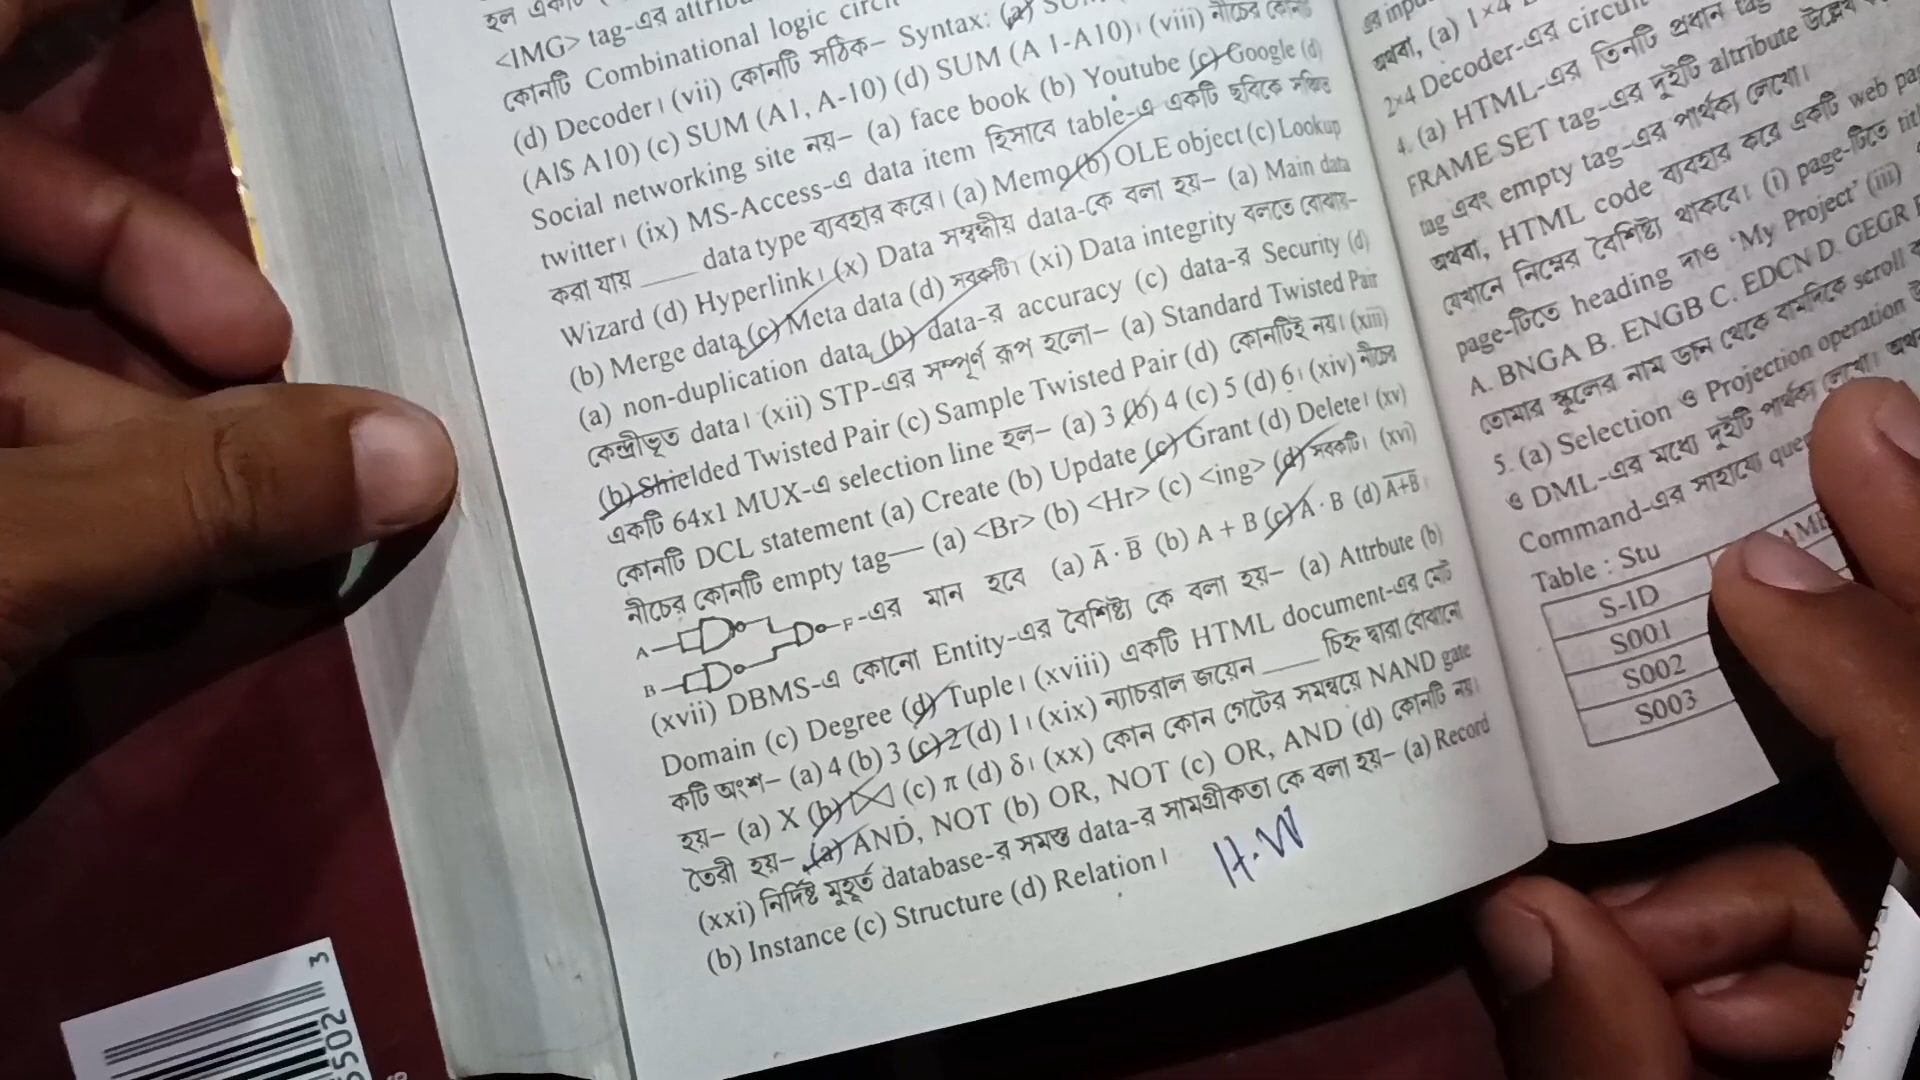 হল একটি
<IMG> tag-এর
কোনটি Combinational logic
(d) Decoder। (vii) কোনটি সঠিক– Syntax: (a)
(A1$ A10) (c) SUM (A1, A-10) (d) SUM (A 1-A10)। (viii) নীচের কোনটি
Social networking site নয়– (a) face book (b) Youtube (c) Google (d)
twitter। (ix) MS-Access-এ data item হিসাবে table-এ একটি ছবিকে সঞ্চিত
করা যায় ____ data type ব্যবহার করে। (a) Memo (b) OLE object (c) Lookup
Wizard (d) Hyperlink। (x) Data সম্বন্ধীয় data-কে বলা হয়– (a) Main data
(b) Merge data (c) Meta data (d) সবকটি। (xi) Data integrity বলতে বোঝায়–
(a) non-duplication data (b) data-র accuracy (c) data-র Security (d)
কেন্দ্রীভূত data। (xii) STP-এর সম্পূর্ণ রূপ হলো– (a) Standard Twisted Pair
(b) Shielded Twisted Pair (c) Sample Twisted Pair (d) কোনটিই নয়। (xiii)
একটি 64x1 MUX-এ selection line হল– (a) 3 (b) 4 (c) 5 (d) 6। (xiv) নীচের
কোনটি DCL statement (a) Create (b) Update (c) Grant (d) Delete। (xv)
নীচের কোনটি empty tag— (a) <Br> (b) <Hr> (c) <ing> (d) সবকটি। (xvi)
A B F-এর মান হবে (a) A̅ · B̅ (b) A + B (c) A · B (d) A̅+̅B̅
(xvii) DBMS-এ কোনো Entity-এর বৈশিষ্ট্য কে বলা হয়– (a) Attrbute (b)
Domain (c) Degree (d) Tuple। (xviii) একটি HTML document-এর মোট
কটি অংশ– (a) 4 (b) 3 (c) 2 (d) 1। (xix) ন্যাচরাল জয়েন ____ চিহ্ন দ্বারা বোঝানো
হয়– (a) X (b) ⋈ (c) π (d) δ। (xx) কোন কোন গেটের সমন্বয়ে NAND gate
তৈরী হয়– (a) AND, NOT (b) OR, NOT (c) OR, AND (d) কোনটি নয়।
(xxi) নির্দিষ্ট মুহূর্ত database-র সমস্ত data-র সামগ্রীকতা কে বলা হয়– (a) Record
(b) Instance (c) Structure (d) Relation।
H.W
অথবা, (a) 1×4
2×4 Decoder-এর
4. (a) HTML-এর তিনটি প্রধান tag
FRAME SET tag-এর দুইটি altribute উল্লেখ
tag এবং empty tag-এর পার্থক্য লেখো।
অথবা, HTML code ব্যবহার করে একটি web
যেখানে নিম্নের বৈশিষ্ট্য থাকবে। (i) page-টিতে
page-টিতে heading দাও 'My Project' (iii)
A. BNGA B. ENGB C. EDCN D. GEGR
তোমার স্কুলের নাম ডান থেকে বামদিকে scroll
5. (a) Selection ও Projection operation
ও DML-এর মধ্যে দুইটি পার্থক্য লেখো।
Command-এর সাহায্যে
Table : Stu
S-ID
S001
S002
S003
5502 3